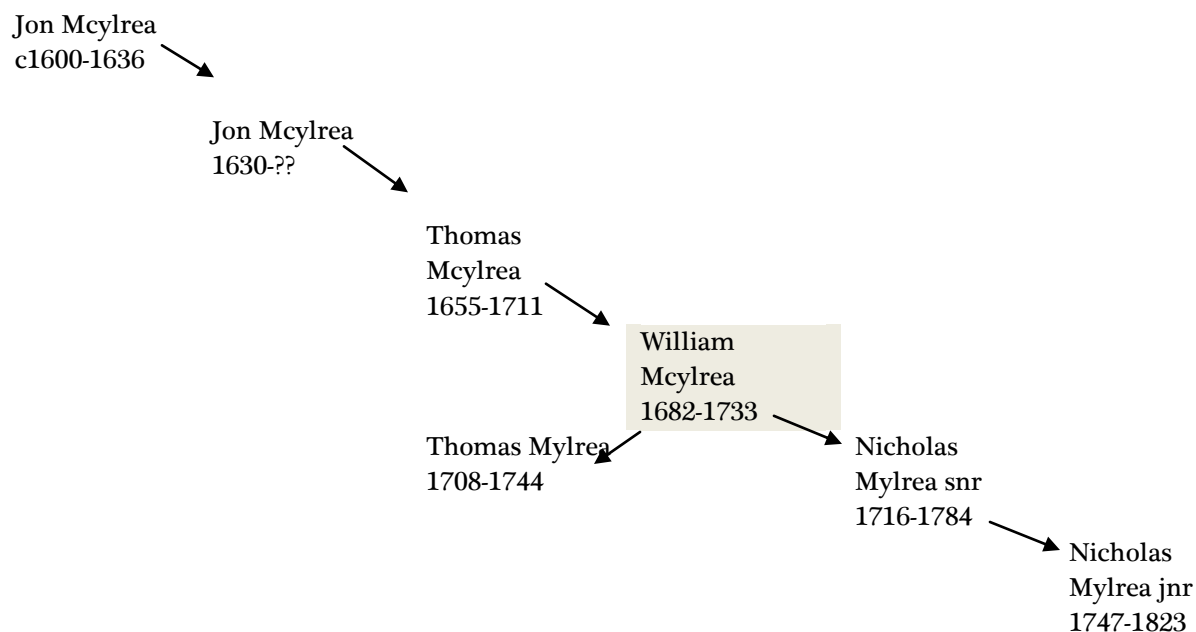 Jon Mcylrea
c1600-1636
Jon Mcylrea
1630-??
Thomas
Mcylrea
1655-1711
William
Mcylrea
1682-1733
Thomas Mylrea
1708-1744
Nicholas
Mylrea snr
1716-1784
Nicholas
Mylrea jnr
1747-1823